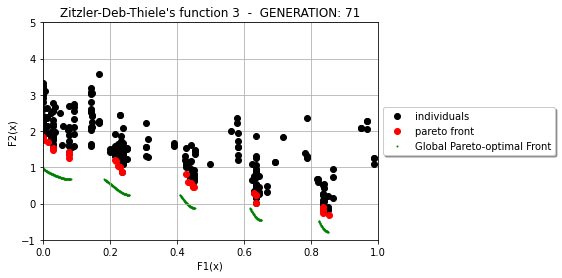 Zitzler-Deb-Thiele's function 3 - GENERATION: 71
5
4
3
2
1
0
−1
F2(x)
0.0 0.2 0.4 0.6 0.8 1.0
F1(x)
individuals
pareto front
Global Pareto-optimal Front